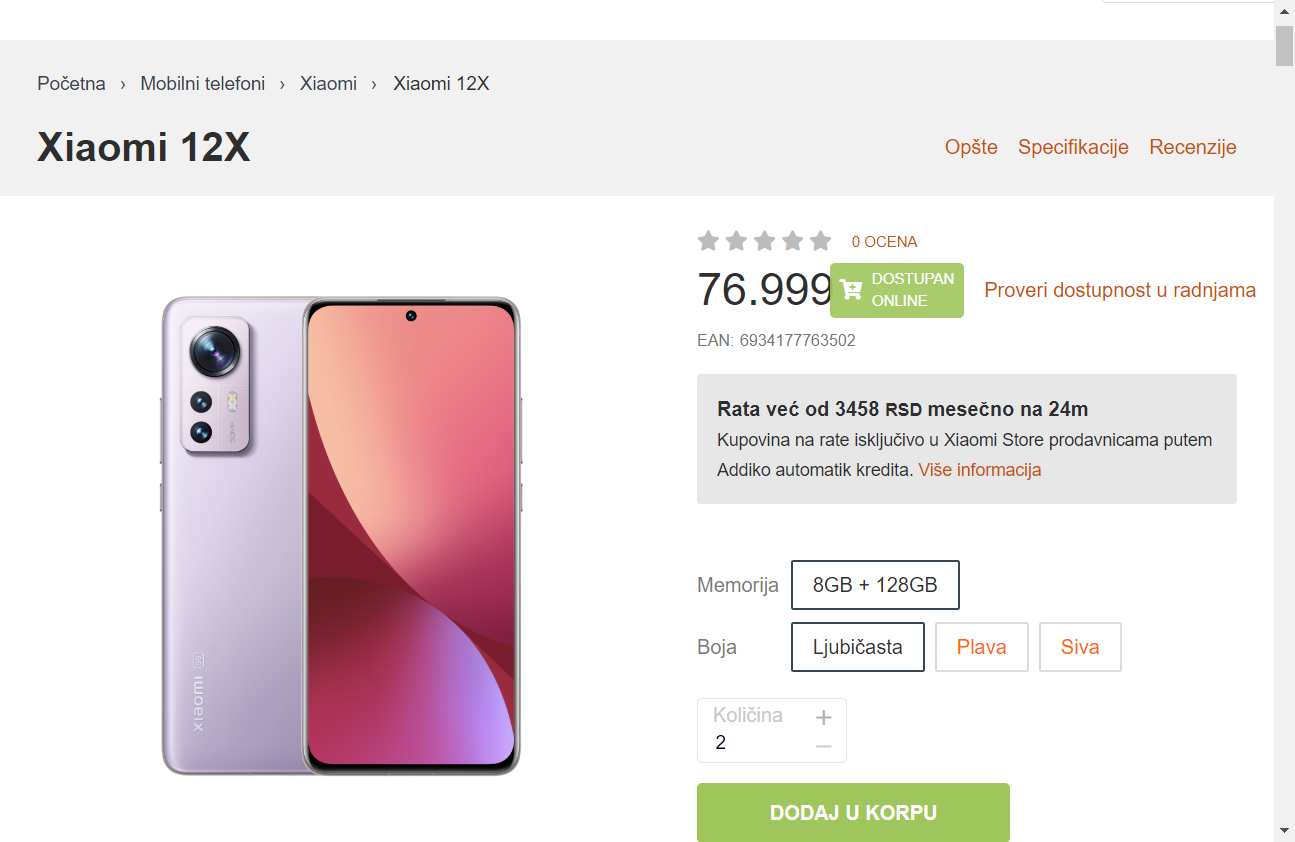 Početna › Mobilni telefoni › Xiaomi › Xiaomi 12X
Xiaomi 12X
Opšte Specifikacije Recenzije
0 OCENA
76.999
DOSTUPAN
ONLINE
Proveri dostupnost u radnjama
EAN: 6934177763502
Rata već od 3458 RSD mesečno na 24m
Kupovina na rate isključivo u Xiaomi Store prodavnicama putem
Addiko automatik kredita. Više informacija
Memorija 8GB + 128GB
Boja Ljubičasta Plava Siva
Količina
2
DODAJ U KORPU
50MP
xiaomi 5G